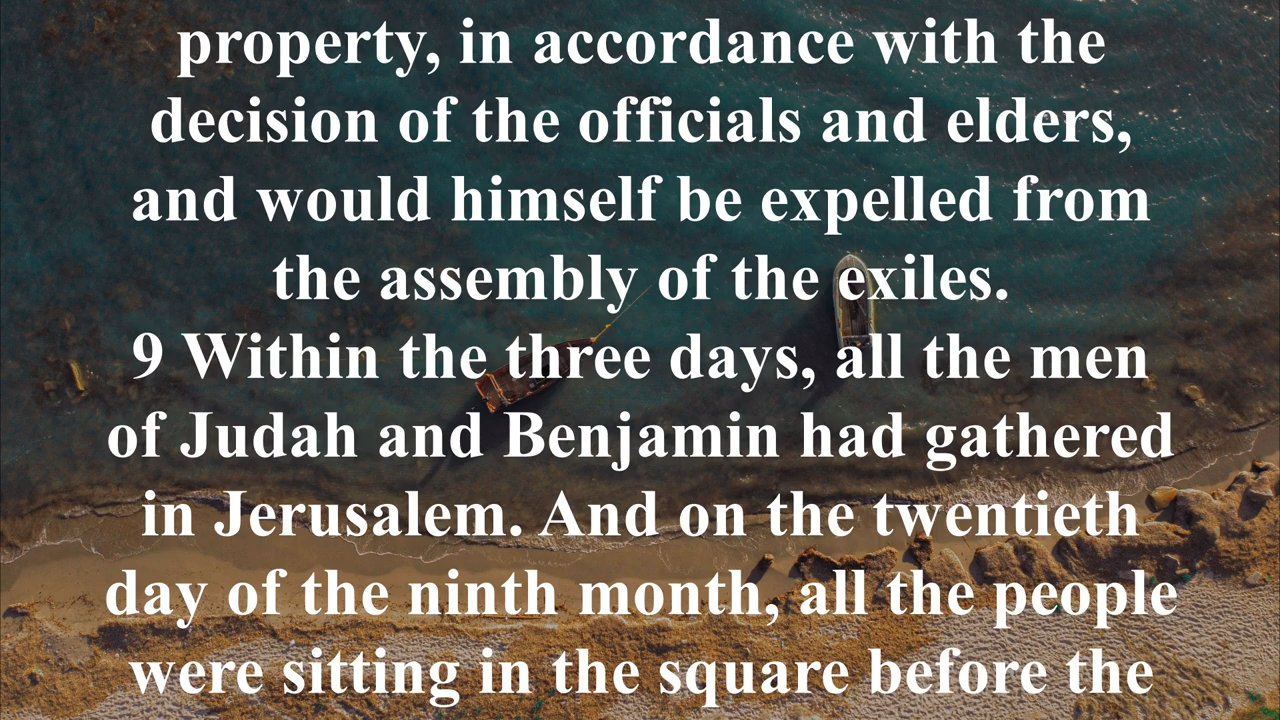 property, in accordance with the
decision of the officials and elders,
and would himself be expelled from
the assembly of the exiles.
9 Within the three days, all the men
of Judah and Benjamin had gathered
in Jerusalem. And on the twentieth
day of the ninth month, all the people
were sitting in the square before the